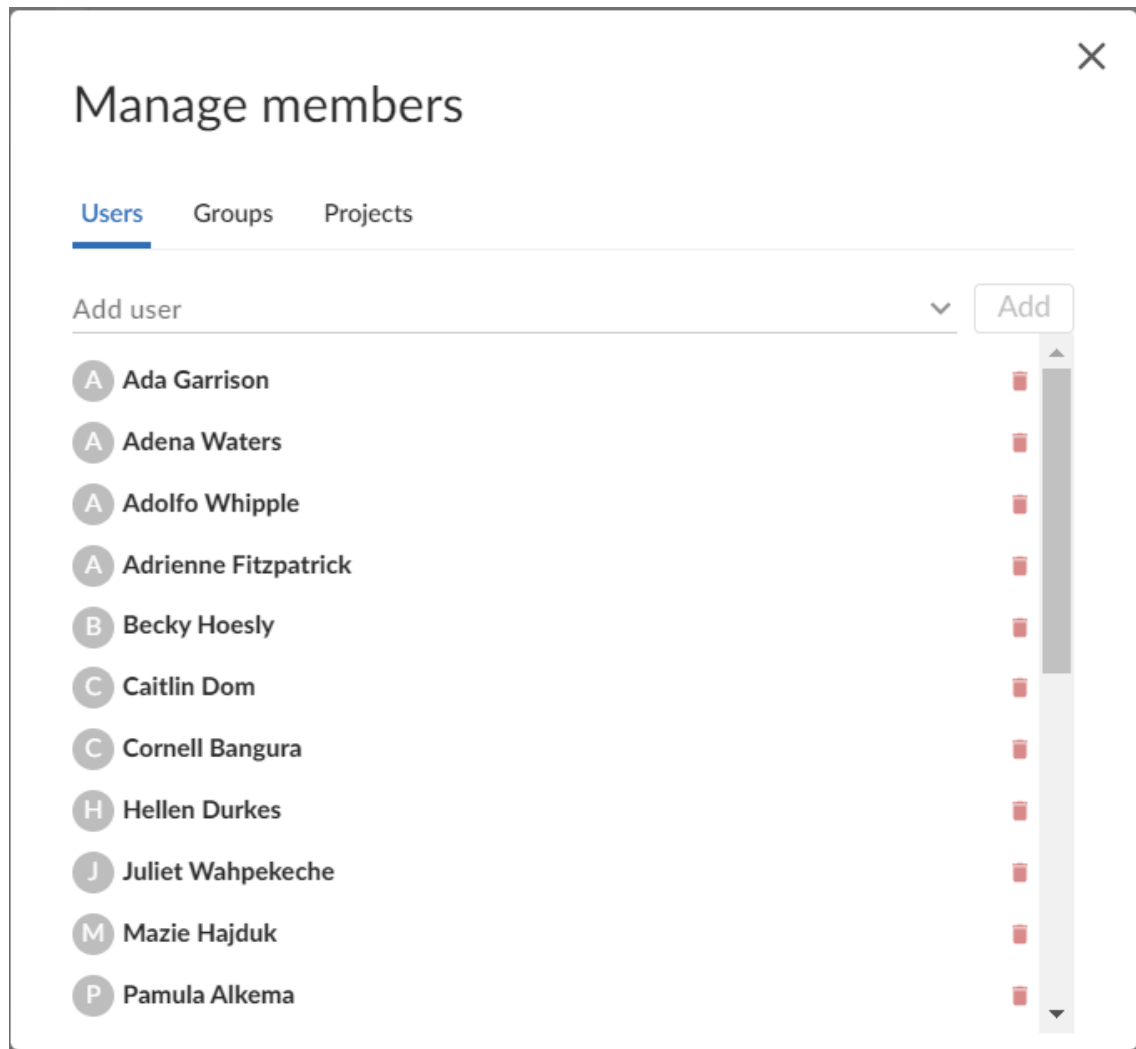 Manage members
Users Groups Projects
Add user Add
A Ada Garrison
A Adena Waters
A Adolfo Whipple
A Adrienne Fitzpatrick
B Becky Hoesly
C Caitlin Dom
C Cornell Bangura
H Hellen Durkes
J Juliet Wahpekeche
M Mazie Hajduk
P Pamula Alkema